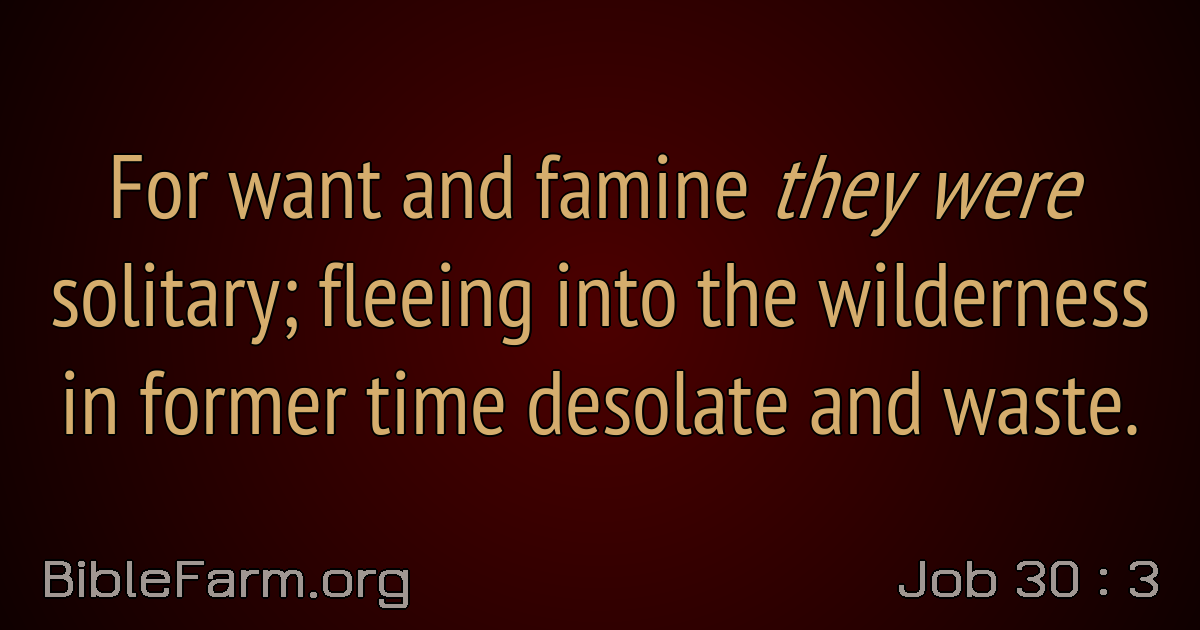 For want and famine they were
solitary; fleeing into the wilderness
in former time desolate and waste.
BibleFarm.org
Job 30 : 3